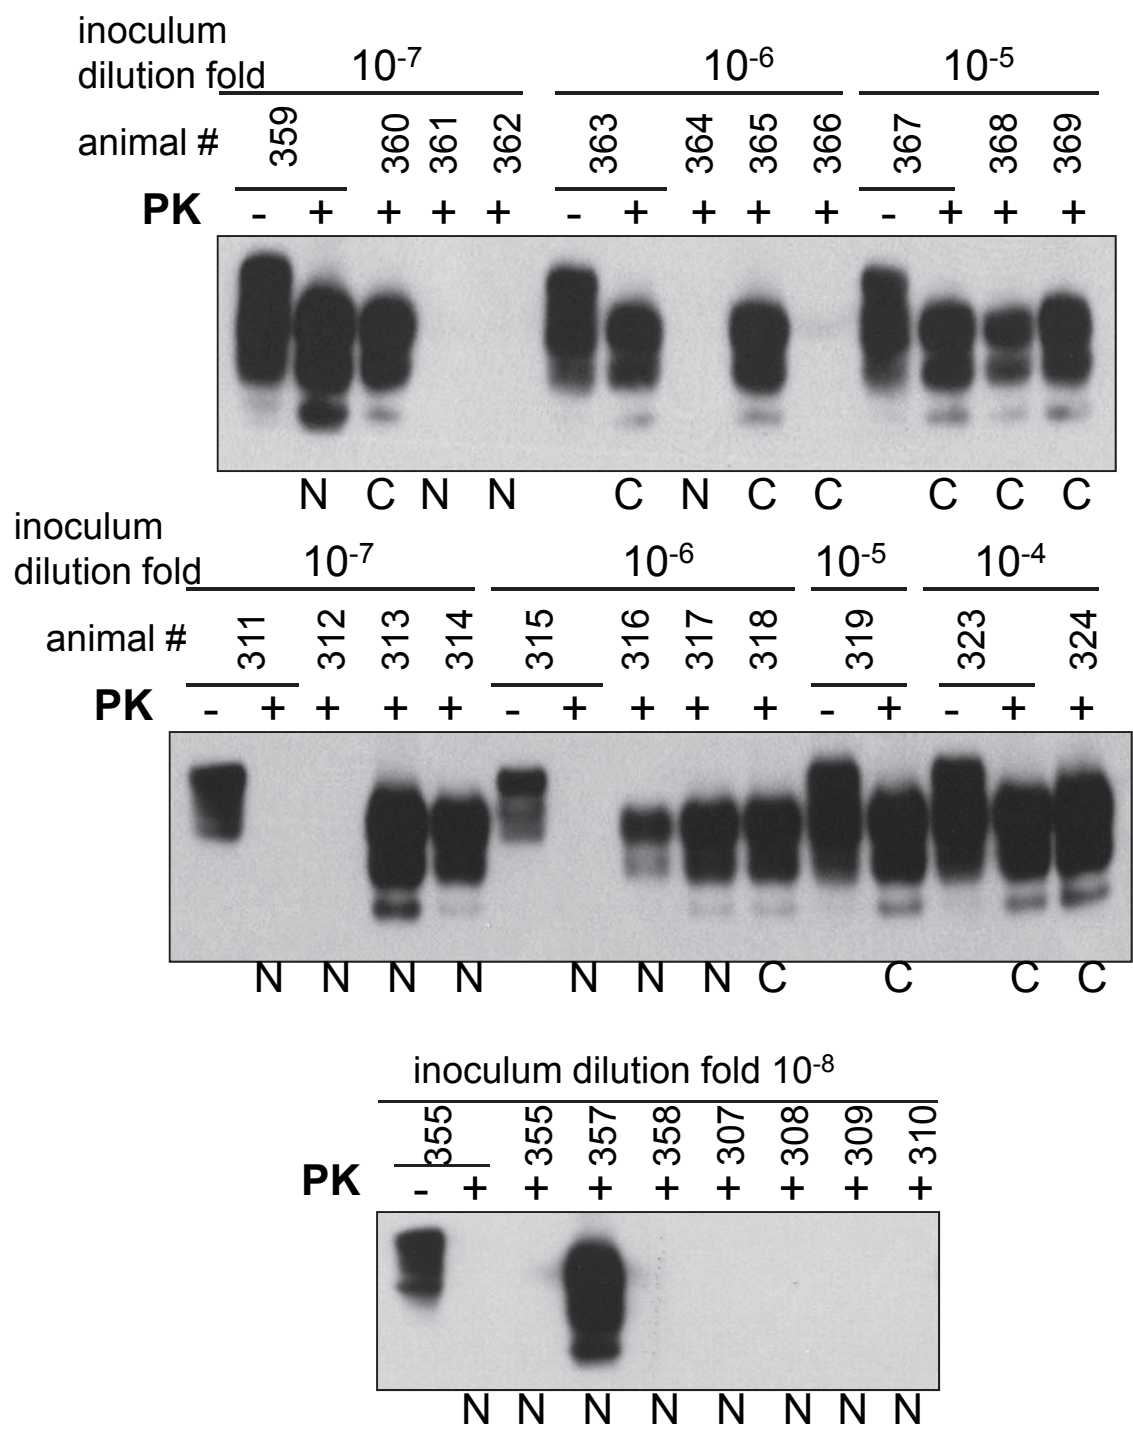 inoculum
dilution fold 10-7 10-6 10-5
animal # 359 360 361 362 363 364 365 366 367 368 369
PK - + + + + - + + + + - + + +
N C N N C N C C C C C
inoculum
dilution fold 10-7 10-6 10-5 10-4
animal # 311 312 313 314 315 316 317 318 319 323 324
PK - + + + + - + + + + - + - + +
N N N N N N N C C C C
inoculum dilution fold 10-8
355 355 357 358 307 308 309 310
PK - + + + + + + + +
N N N N N N N N